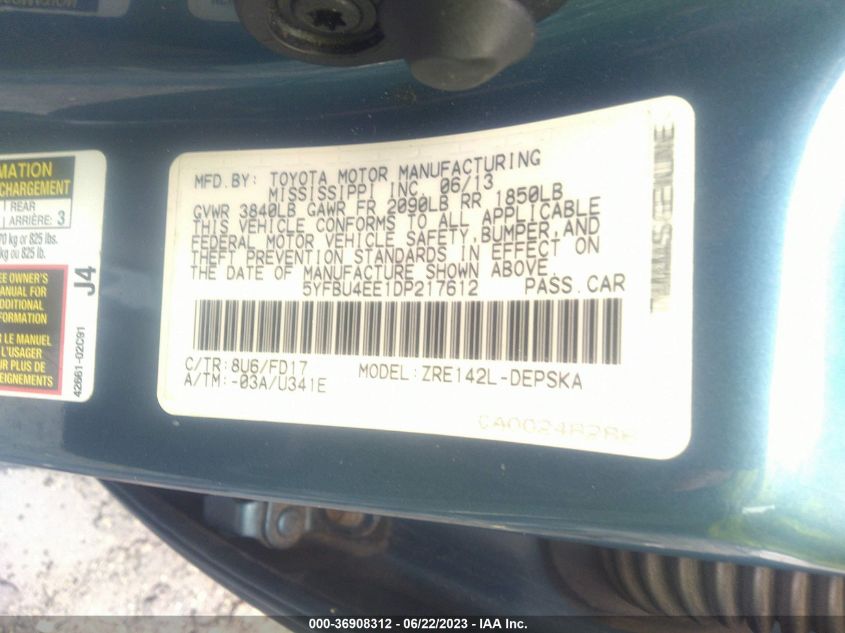 MFD.BY: TOYOTA MOTOR MANUFACTURING
MISSISSIPPI INC. 06/13
GVWR 3840LB GAWR FR 2090LB RR 1850LB
THIS VEHICLE CONFORMS TO ALL APPLICABLE
FEDERAL MOTOR VEHICLE SAFETY,BUMPER,AND
THEFT PREVENTION STANDARDS IN EFFECT ON
THE DATE OF MANUFACTURE SHOWN ABOVE.
5YFBU4EE1DP217612 PASS.CAR
C/TR:8U6/FD17 MODEL:ZRE142L-DEPSKA
A/TM:-03A/U341E
MATION
CHARGEMENT
REAR
ARRIÈRE 3
70 kg or 825 lbs.
kg ou 825 lb.
EE OWNER'S
MANUAL FOR
ADDITIONAL
FORMATION
R LE MANUEL
L'USAGER
POUR PLUS DE
SEIGNEMENTS
J4
42661-02C91
000-36908312 - 06/22/2023 - IAA Inc.